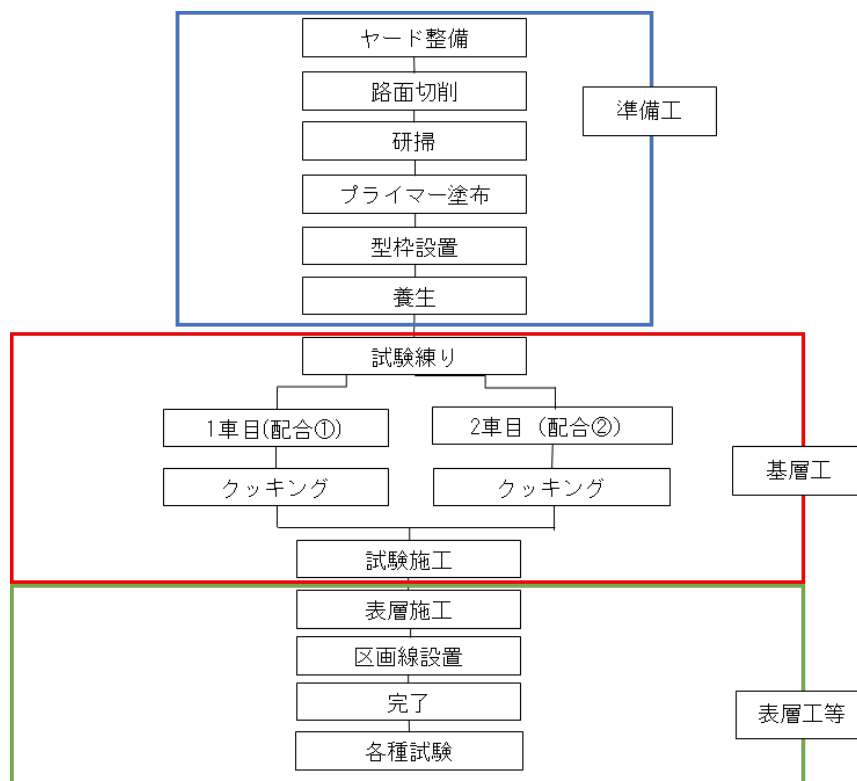 ヤード整備
路面切削
準備工
研掃
プライマー塗布
型枠設置
養生
試験練り
1車目(配合①)
2車目（配合②）
基層工
クッキング
クッキング
試験施工
表層施工
区画線設置
完了
表層工等
各種試験